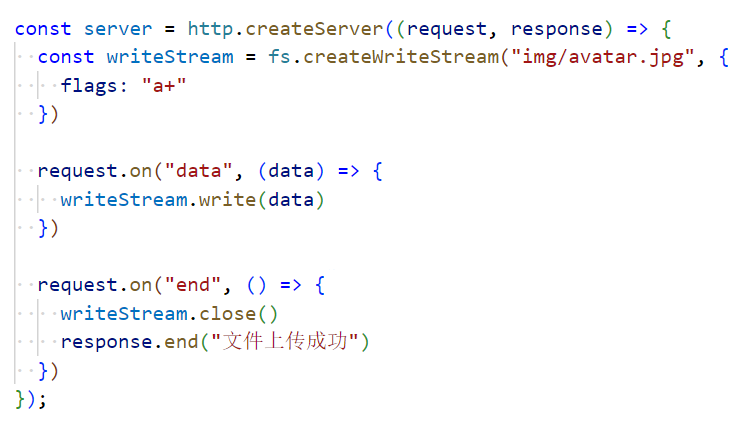 const server = http.createServer((request, response) => {
  const writeStream = fs.createWriteStream("img/avatar.jpg", {
    flags: "a+"
  })

  request.on("data", (data) => {
    writeStream.write(data)
  })

  request.on("end", () => {
    writeStream.close()
    response.end("文件上传成功")
  })
});